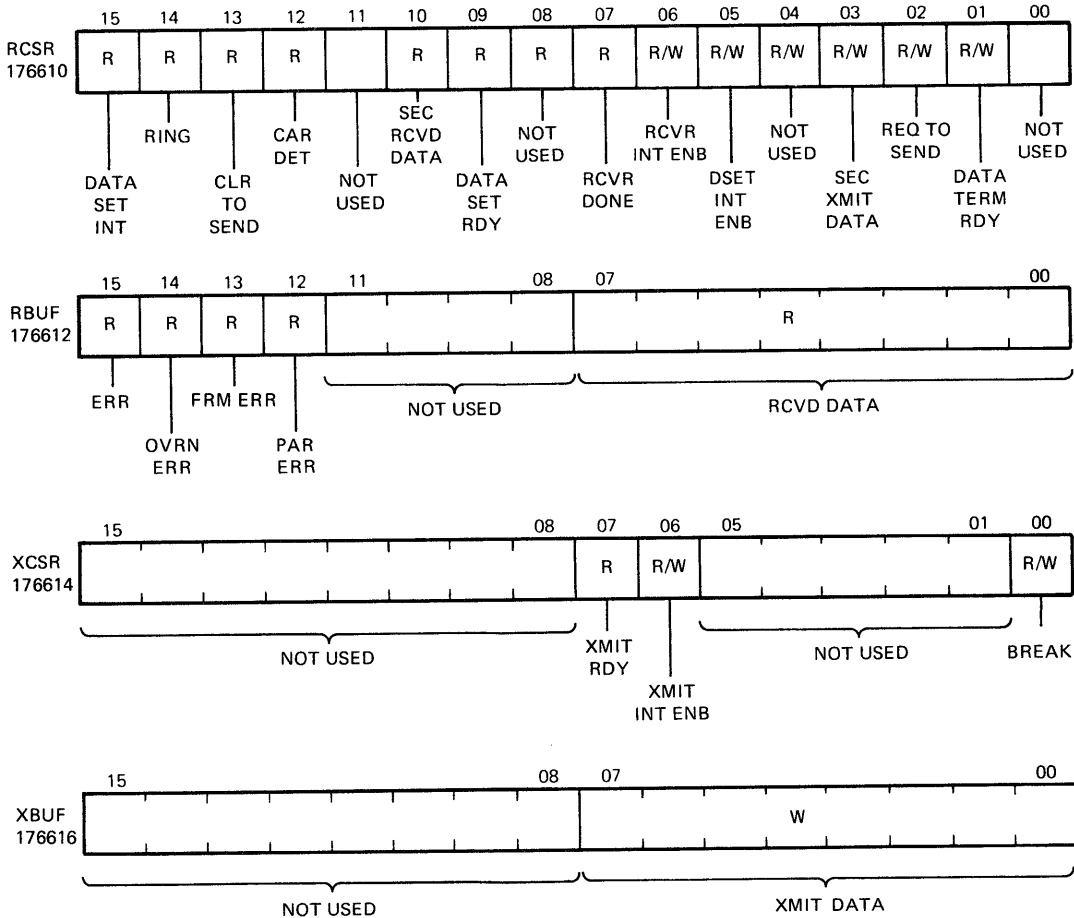 15 14 13 12 11 10 09 08 07 06 05 04 03 02 01 00
RCSR
176610
R R R R R R R R R/W R/W R/W R/W R/W R/W
DATA
SET
INT
RING
CLR
TO
SEND
CAR
DET
NOT
USED
SEC
RCVD
DATA
DATA
SET
RDY
NOT
USED
RCVR
DONE
RCVR
INT ENB
DSET
INT
ENB
NOT
USED
SEC
XMIT
DATA
REQ TO
SEND
DATA
TERM
RDY
NOT
USED
15 14 13 12 11 08 07 00
RBUF
176612
R R R R R
ERR
OVRN
ERR
FRM ERR
PAR
ERR
NOT USED
RCVD DATA
15 08 07 06 05 01 00
XCSR
176614
R R/W R/W
NOT USED
XMIT
RDY
XMIT
INT ENB
NOT USED
BREAK
15 08 07 00
XBUF
176616
W
NOT USED
XMIT DATA